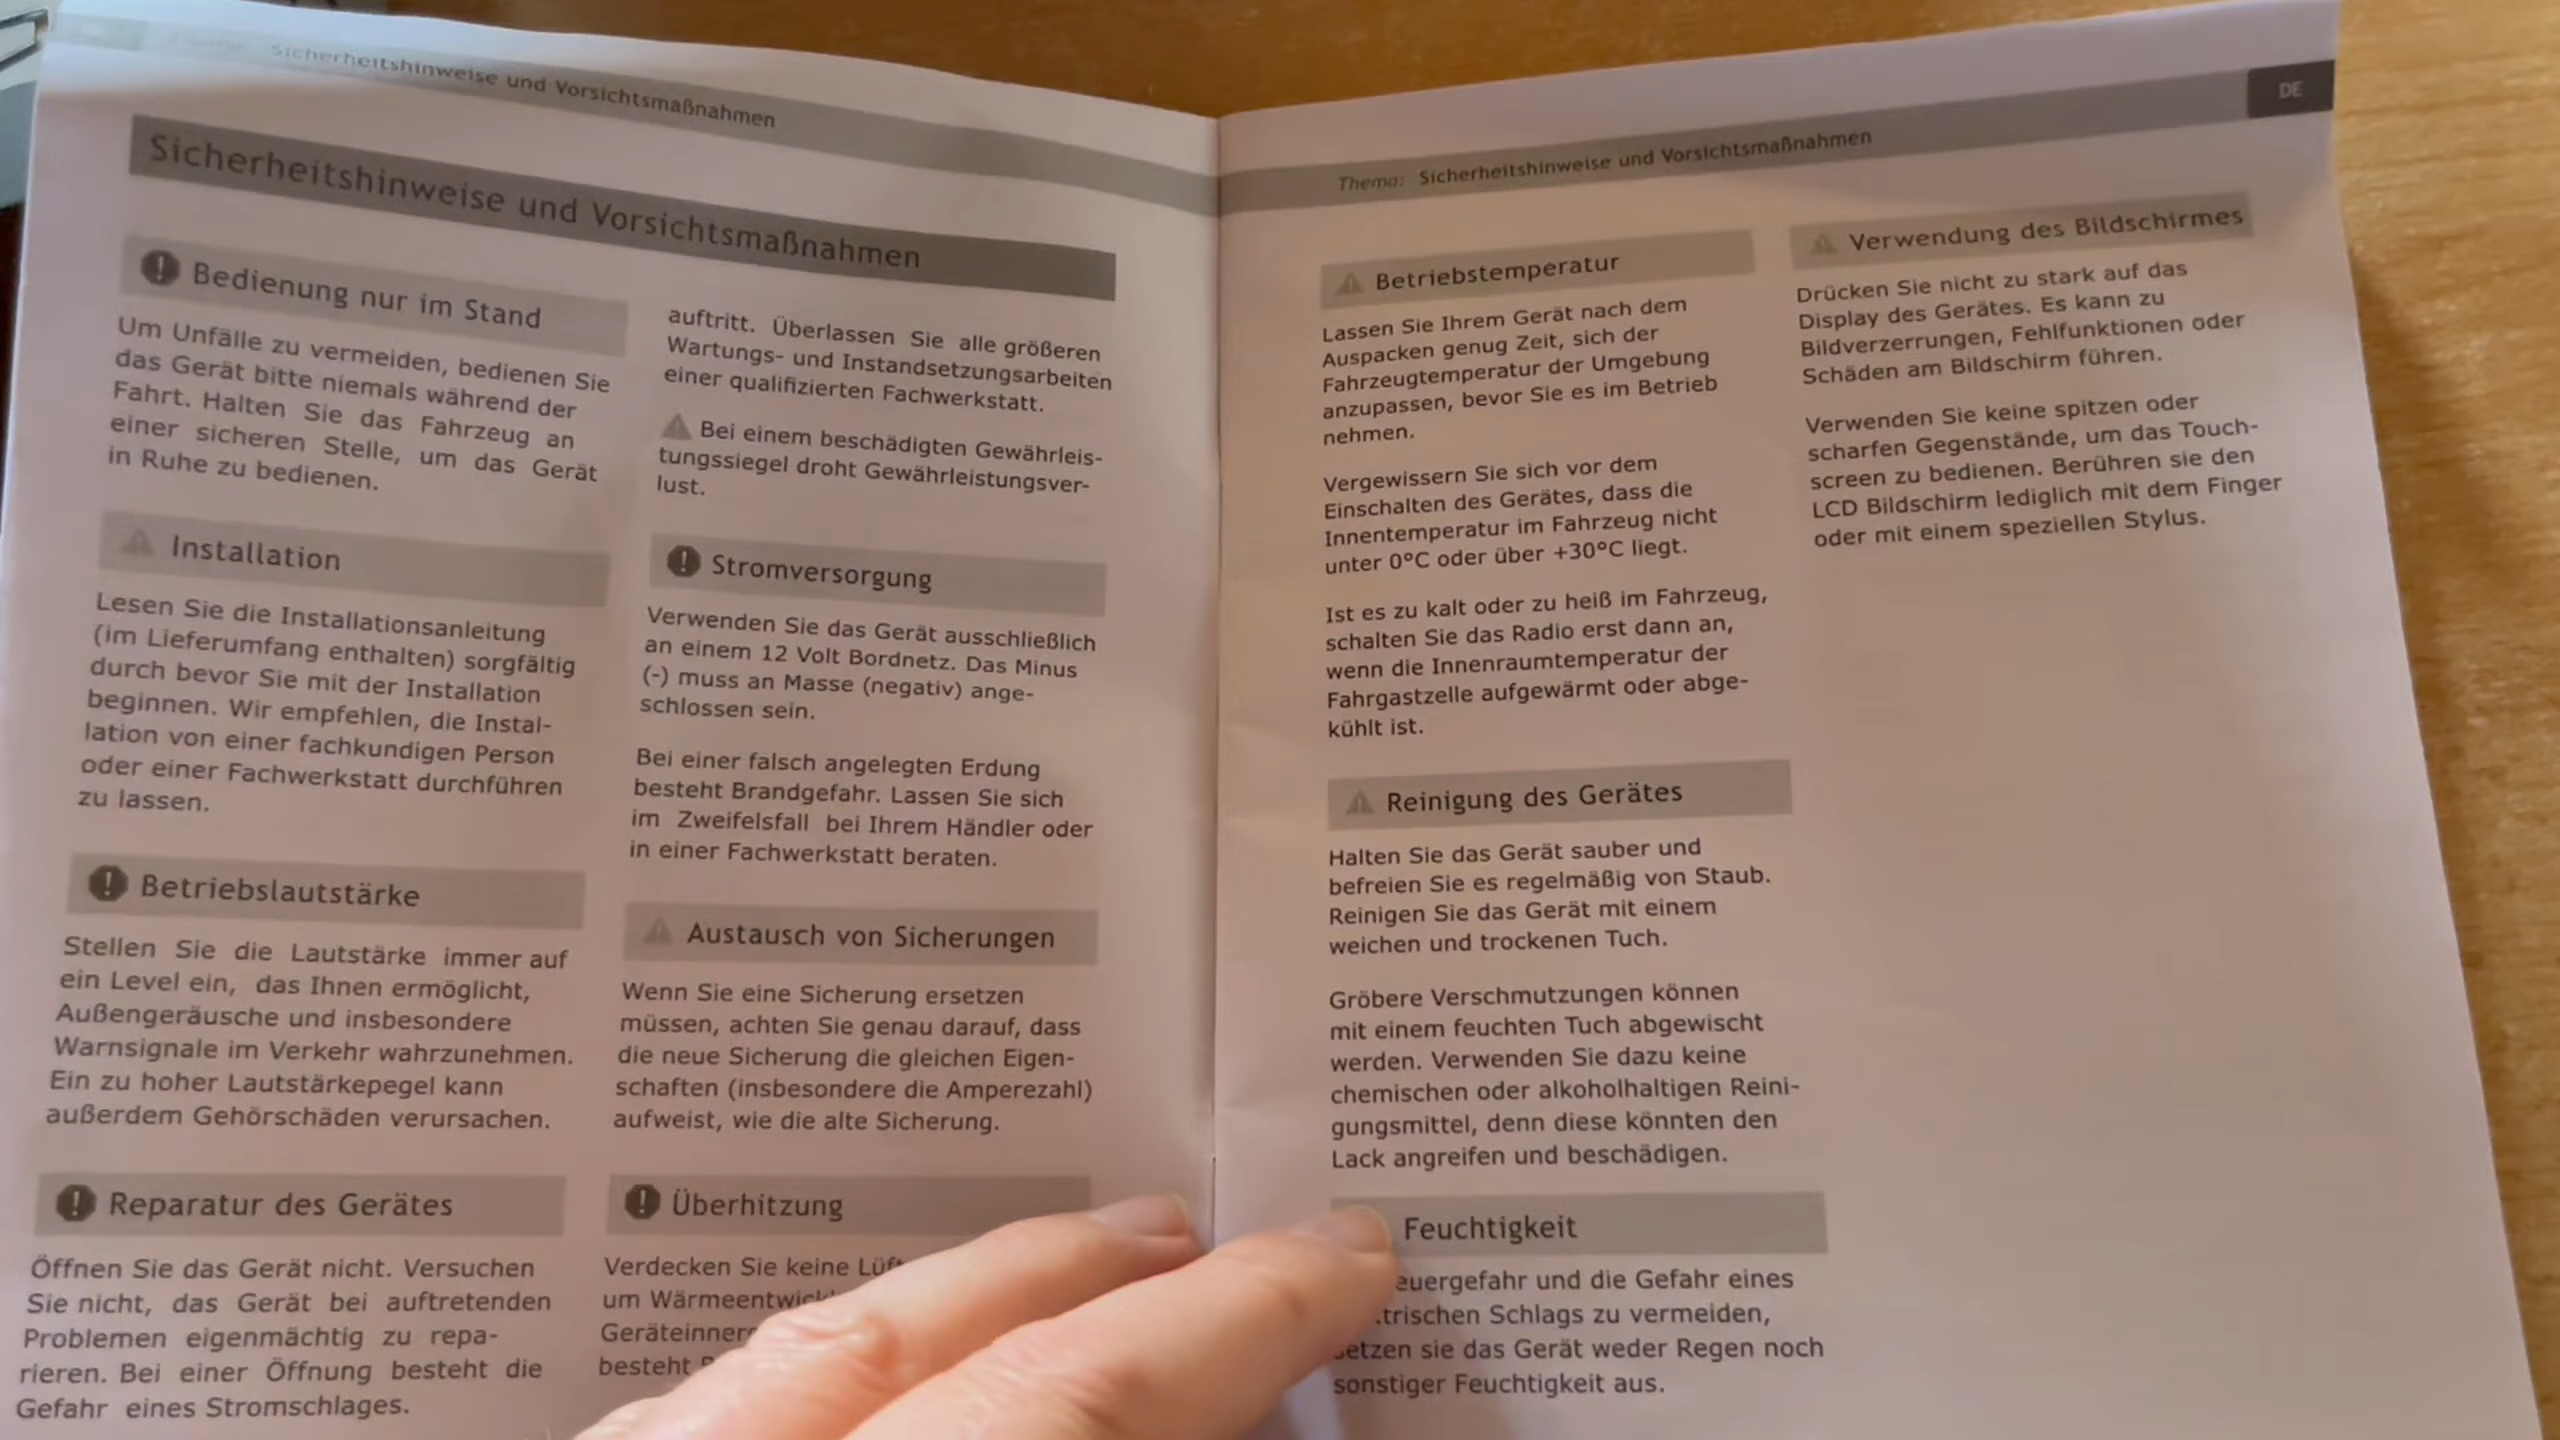 Sicherheitshinweise und Vorsichtsmaßnahmen
Sicherheitshinweise und Vorsichtsmaßnahmen
Bedienung nur im Stand
Um Unfälle zu vermeiden, bedienen Sie
das Gerät bitte niemals während der
Fahrt. Halten Sie das Fahrzeug an
einer sicheren Stelle, um das Gerät
in Ruhe zu bedienen.
Installation
Lesen Sie die Installationsanleitung
(im Lieferumfang enthalten) sorgfältig
durch bevor Sie mit der Installation
beginnen. Wir empfehlen, die Instal-
lation von einer fachkundigen Person
oder einer Fachwerkstatt durchführen
zu lassen.
Betriebslautstärke
Stellen Sie die Lautstärke immer auf
ein Level ein, das Ihnen ermöglicht,
Außengeräusche und insbesondere
Warnsignale im Verkehr wahrzunehmen.
Ein zu hoher Lautstärkepegel kann
außerdem Gehörschäden verursachen.
Reparatur des Gerätes
Öffnen Sie das Gerät nicht. Versuchen
Sie nicht, das Gerät bei auftretenden
Problemen eigenmächtig zu repa-
rieren. Bei einer Öffnung besteht die
Gefahr eines Stromschlages.
auftritt. Überlassen Sie alle größeren
Wartungs- und Instandsetzungsarbeiten
einer qualifizierten Fachwerkstatt.
Bei einem beschädigten Gewährleis-
tungssiegel droht Gewährleistungsver-
lust.
Stromversorgung
Verwenden Sie das Gerät ausschließlich
an einem 12 Volt Bordnetz. Das Minus
(-) muss an Masse (negativ) ange-
schlossen sein.
Bei einer falsch angelegten Erdung
besteht Brandgefahr. Lassen Sie sich
im Zweifelsfall bei Ihrem Händler oder
in einer Fachwerkstatt beraten.
Austausch von Sicherungen
Wenn Sie eine Sicherung ersetzen
müssen, achten Sie genau darauf, dass
die neue Sicherung die gleichen Eigen-
schaften (insbesondere die Amperezahl)
aufweist, wie die alte Sicherung.
Überhitzung
Verdecken Sie keine
um
besteht
DE
Thema: Sicherheitshinweise und Vorsichtsmaßnahmen
Betriebstemperatur
Lassen Sie Ihrem Gerät nach dem
Auspacken genug Zeit, sich der
Fahrzeugtemperatur der Umgebung
anzupassen, bevor Sie es im Betrieb
nehmen.
Vergewissern Sie sich vor dem
Einschalten des Gerätes, dass die
Innentemperatur im Fahrzeug nicht
unter 0°C oder über +30°C liegt.
Ist es zu kalt oder zu heiß im Fahrzeug,
schalten Sie das Radio erst dann an,
wenn die Innenraumtemperatur der
Fahrgastzelle aufgewärmt oder abge-
kühlt ist.
Reinigung des Gerätes
Halten Sie das Gerät sauber und
befreien Sie es regelmäßig von Staub.
Reinigen Sie das Gerät mit einem
weichen und trockenen Tuch.
Gröbere Verschmutzungen können
mit einem feuchten Tuch abgewischt
werden. Verwenden Sie dazu keine
chemischen oder alkoholhaltigen Reini-
gungsmittel, denn diese könnten den
Lack angreifen und beschädigen.
Feuchtigkeit
und die Gefahr eines
Schlags zu vermeiden,
sie das Gerät weder Regen noch
sonstiger Feuchtigkeit aus.
Verwendung des Bildschirmes
Drücken Sie nicht zu stark auf das
Display des Gerätes. Es kann zu
Bildverzerrungen, Fehlfunktionen oder
Schäden am Bildschirm führen.
Verwenden Sie keine spitzen oder
scharfen Gegenstände, um das Touch-
screen zu bedienen. Berühren sie den
LCD Bildschirm lediglich mit dem Finger
oder mit einem speziellen Stylus.